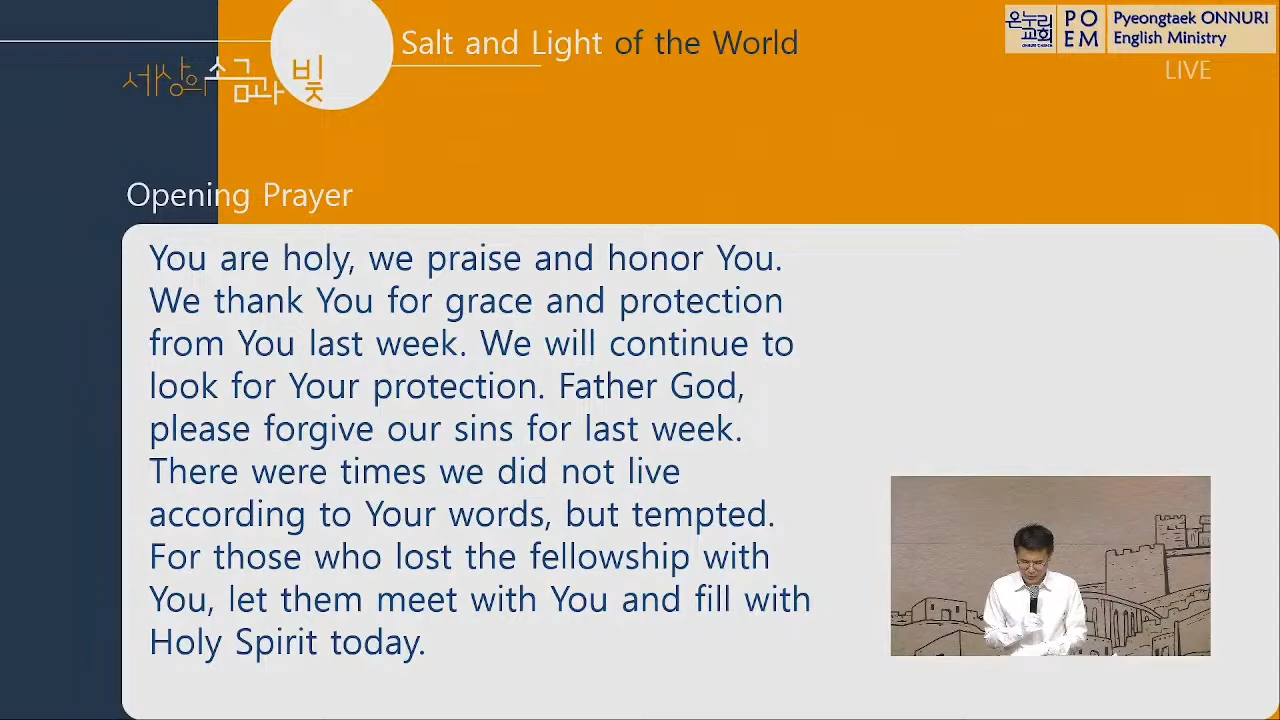 Salt and Light of the World
세상의 소금과 빛
온누리
교회
ONNURI CHURCH
PO
EM
Pyeongtaek ONNURI
English Ministry
LIVE
Opening Prayer
You are holy, we praise and honor You.
We thank You for grace and protection
from You last week. We will continue to
look for Your protection. Father God,
please forgive our sins for last week.
There were times we did not live
according to Your words, but tempted.
For those who lost the fellowship with
You, let them meet with You and fill with
Holy Spirit today.